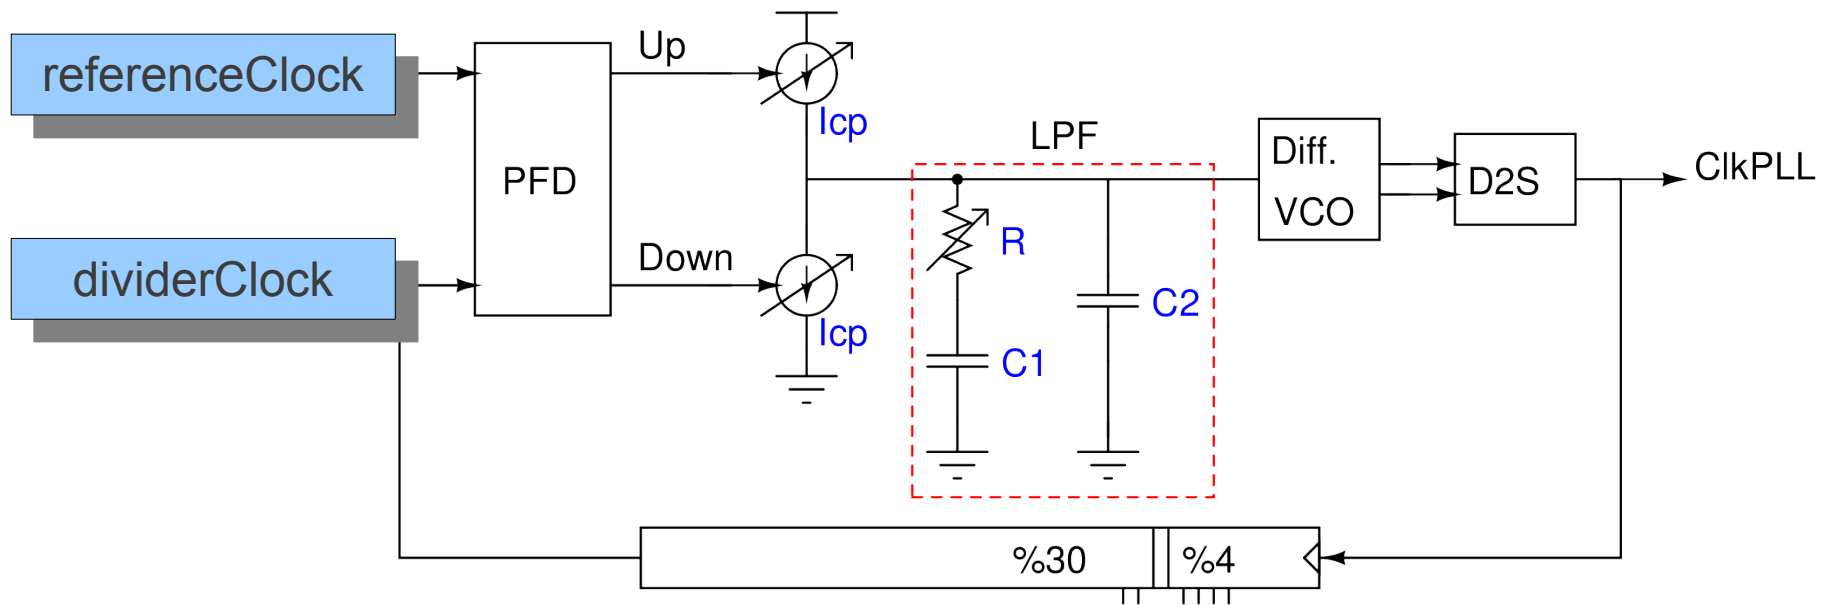 referenceClock
PFD
Up
Icp
LPF
Diff.
VCO
D2S
ClkPLL
R
dividerClock
Down
Icp
C1
C2
%30
%4